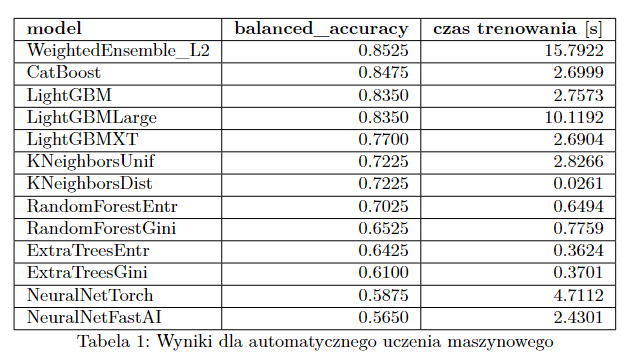 model balanced_accuracy czas trenowania [s]
WeightedEnsemble_L2 0.8525 15.7922
CatBoost 0.8475 2.6999
LightGBM 0.8350 2.7573
LightGBMLarge 0.8350 10.1192
LightGBMXT 0.7700 2.6904
KNeighborsUnif 0.7225 2.8266
KNeighborsDist 0.7225 0.0261
RandomForestEntr 0.7025 0.6494
RandomForestGini 0.6525 0.7759
ExtraTreesEntr 0.6425 0.3624
ExtraTreesGini 0.6100 0.3701
NeuralNetTorch 0.5875 4.7112
NeuralNetFastAI 0.5650 2.4301
Tabela 1: Wyniki dla automatycznego uczenia maszynowego